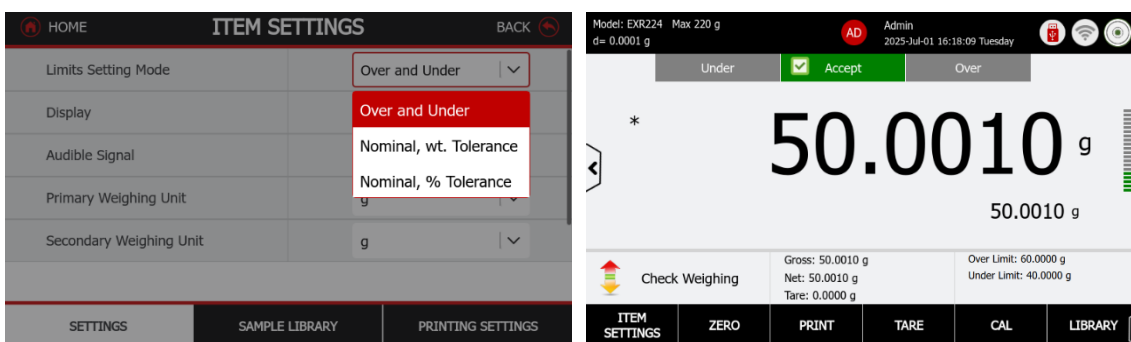 HOME
ITEM SETTINGS
BACK
Limits Setting Mode
Over and Under
Display
Over and Under
Audible Signal
Nominal, wt. Tolerance
Nominal, % Tolerance
Primary Weighing Unit
g
Secondary Weighing Unit
g
SETTINGS
SAMPLE LIBRARY
PRINTING SETTINGS
Model: EXR224 Max 220 g
d= 0.0001 g
AD
Admin
2025-Jul-01 16:18:09 Tuesday
Under
Accept
Over
*
50.0010 g
50.0010 g
Check Weighing
Gross: 50.0010 g
Net: 50.0010 g
Tare: 0.0000 g
Over Limit: 60.0000 g
Under Limit: 40.0000 g
ITEM
SETTINGS
ZERO
PRINT
TARE
CAL
LIBRARY